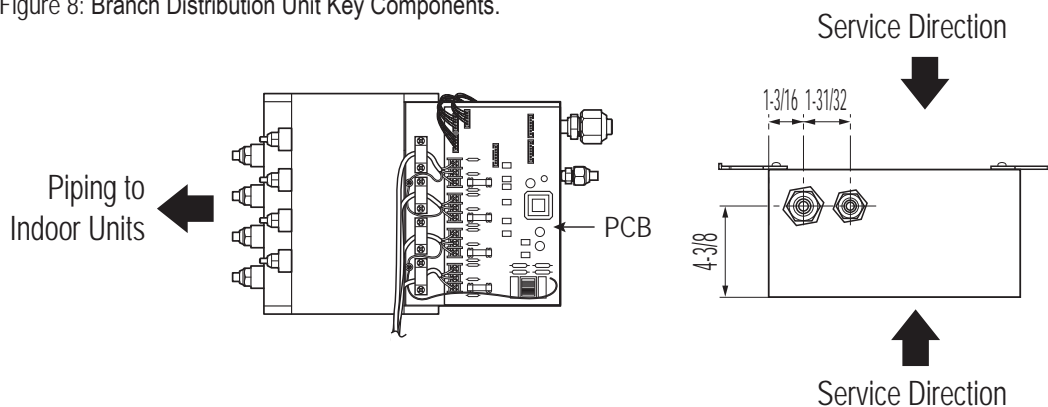 Figure 8: Branch Distribution Unit Key Components.
Service Direction
1-3/16 1-31/32
Piping to
Indoor Units
PCB
4-3/8
Service Direction